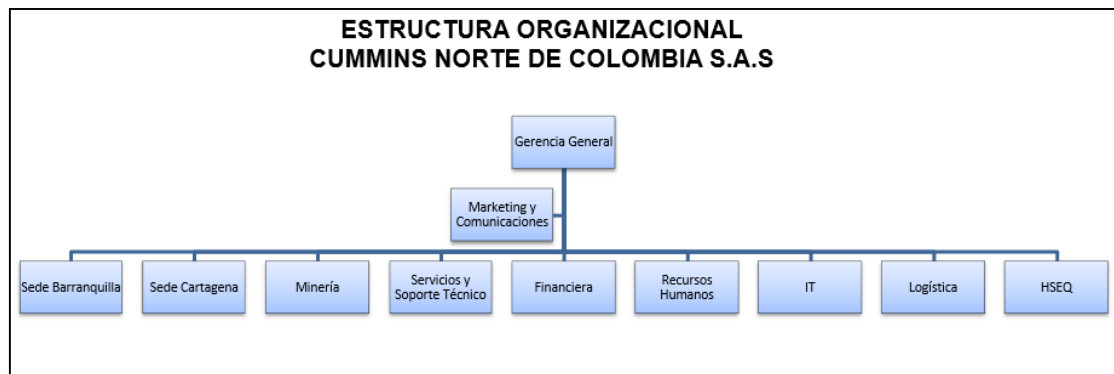 ESTRUCTURA ORGANIZACIONAL
CUMMINS NORTE DE COLOMBIA S.A.S
Gerencia General
Marketing y
Comunicaciones
Sede Barranquilla
Sede Cartagena
Minería
Servicios y
Soporte Técnico
Financiera
Recursos
Humanos
IT
Logística
HSEQ